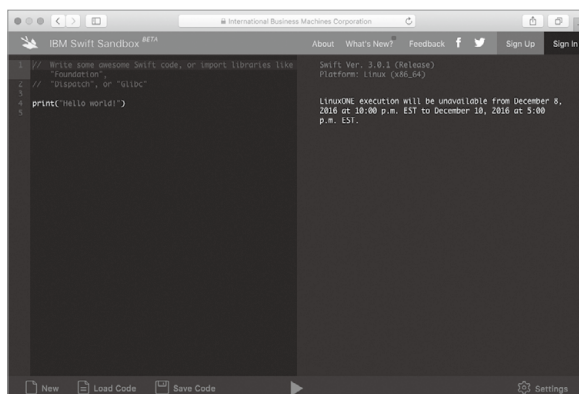 International Business Machines Corporation
IBM Swift Sandbox BETA
About What's New? Feedback f Sign Up Sign In
1 // Write some awesome Swift code, or import libraries like
"Foundation",
2 // "Dispatch", or "Glibc"
3
4 print("Hello world!")
5
Swift Ver. 3.0.1 (Release)
Platform: Linux (x86_64)
LinuxONE execution will be unavailable from December 8,
2016 at 10:00 p.m. EST to December 10, 2016 at 5:00
p.m. EST.
New Load Code Save Code Settings